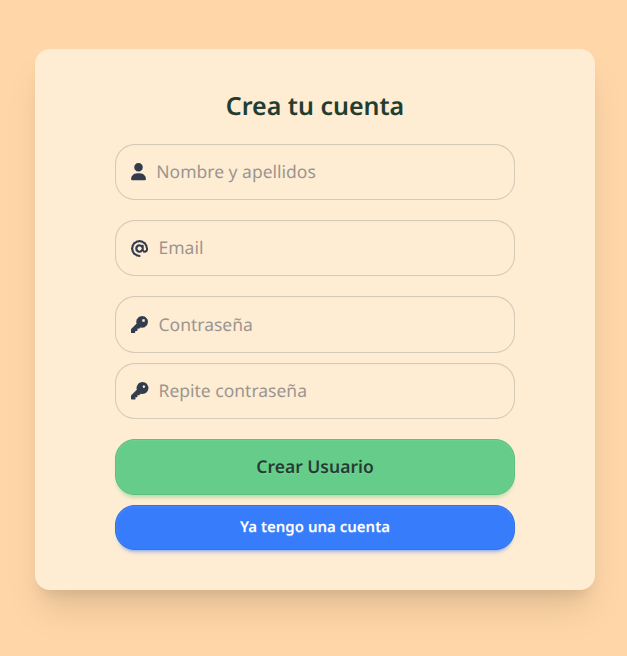 Crea tu cuenta
Nombre y apellidos
Email
Contraseña
Repite contraseña
Crear Usuario
Ya tengo una cuenta